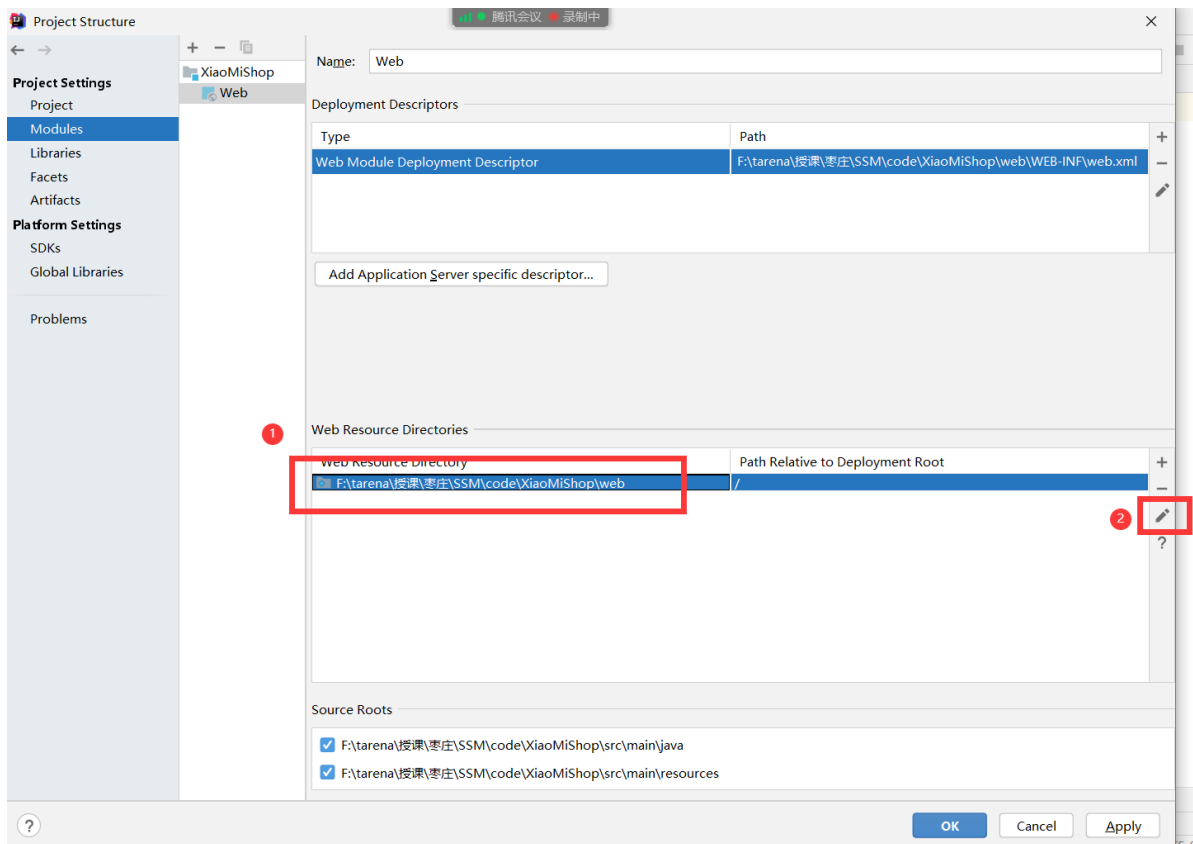 Project Structure
腾讯会议 录制中
Project Settings
Project
Modules
Libraries
Facets
Artifacts
Platform Settings
SDKs
Global Libraries
Problems
XiaoMiShop
Web
Name: Web
Deployment Descriptors
Type Path
Web Module Deployment Descriptor F:\tarena\授课\枣庄\SSM\code\XiaoMiShop\web\WEB-INF\web.xml
Add Application Server specific descriptor...
1
Web Resource Directories
Web Resource Directory Path Relative to Deployment Root
F:\tarena\授课\枣庄\SSM\code\XiaoMiShop\web /
2
?
Source Roots
F:\tarena\授课\枣庄\SSM\code\XiaoMiShop\src\main\java
F:\tarena\授课\枣庄\SSM\code\XiaoMiShop\src\main\resources
? OK Cancel Apply